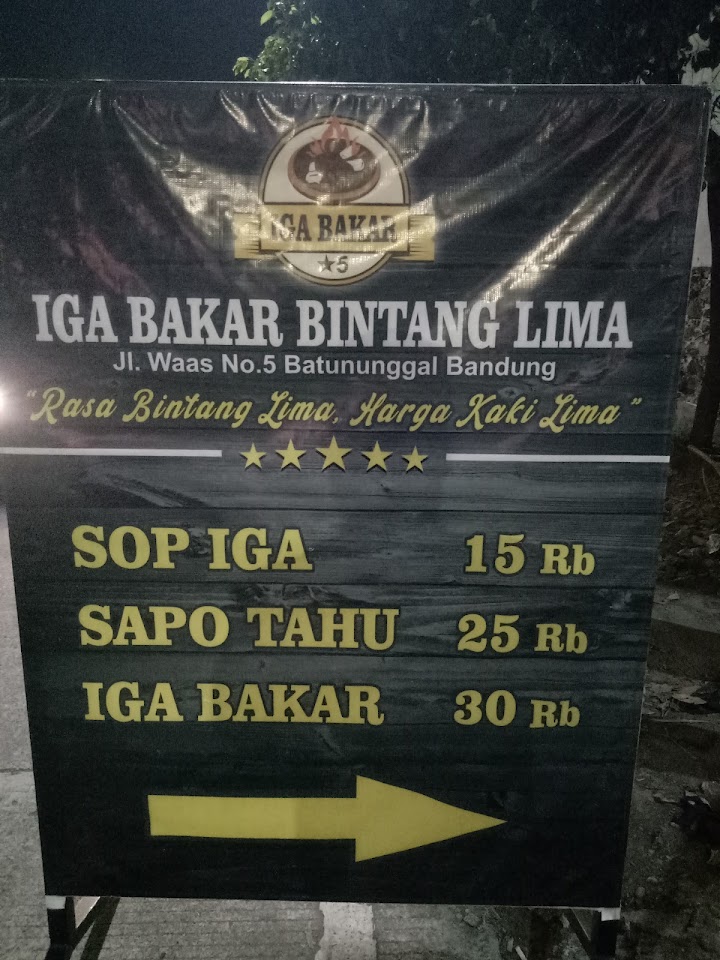 IGA BAKAR
★5
IGA BAKAR BINTANG LIMA
Jl. Waas No.5 Batununggal Bandung
"Rasa Bintang Lima, Harga Kaki Lima"
SOP IGA 15 Rb
SAPO TAHU 25 Rb
IGA BAKAR 30 Rb